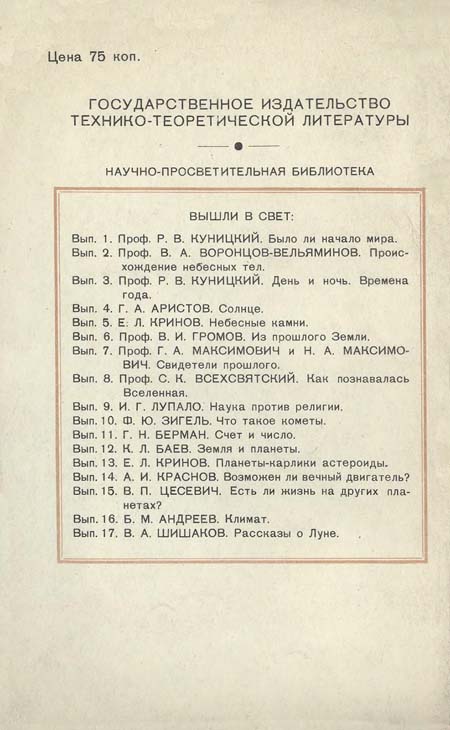 Цена 75 коп.
ГОСУДАРСТВЕННОЕ ИЗДАТЕЛЬСТВО
ТЕХНИКО-ТЕОРЕТИЧЕСКОЙ ЛИТЕРАТУРЫ
НАУЧНО-ПРОСВЕТИТЕЛЬНАЯ БИБЛИОТЕКА
ВЫШЛИ В СВЕТ:
Вып. 1. Проф. Р. В. КУНИЦКИЙ. Было ли начало мира.
Вып. 2. Проф. В. А. ВОРОНЦОВ-ВЕЛЬЯМИНОВ. Проис-
хождение небесных тел.
Вып. 3. Проф. Р. В. КУНИЦКИЙ. День и ночь. Времена
года.
Вып. 4. Г. А. АРИСТОВ. Солнце.
Вып. 5. Е. Л. КРИНОВ. Небесные камни.
Вып. 6. Проф. В. И. ГРОМОВ. Из прошлого Земли.
Вып. 7. Проф. Г. А. МАКСИМОВИЧ и Н. А. МАКСИМО-
ВИЧ. Свидетели прошлого.
Вып. 8. Проф. С. К. ВСЕХСВЯТСКИЙ. Как познавалась
Вселенная.
Вып. 9. И. Г. ЛУПАЛО. Наука против религии.
Вып. 10. Ф. Ю. ЗИГЕЛЬ. Что такое кометы.
Вып. 11. Г. Н. БЕРМАН. Счет и число.
Вып. 12. К. Л. БАЕВ. Земля и планеты.
Вып. 13. Е. Л. КРИНОВ. Планеты-карлики астероиды.
Вып. 14. А. И. КРАСНОВ. Возможен ли вечный двигатель?
Вып. 15. В. П. ЦЕСЕВИЧ. Есть ли жизнь на других пла-
нетах?
Вып. 16. Б. М. АНДРЕЕВ. Климат.
Вып. 17. В. А. ШИШАКОВ. Рассказы о Луне.